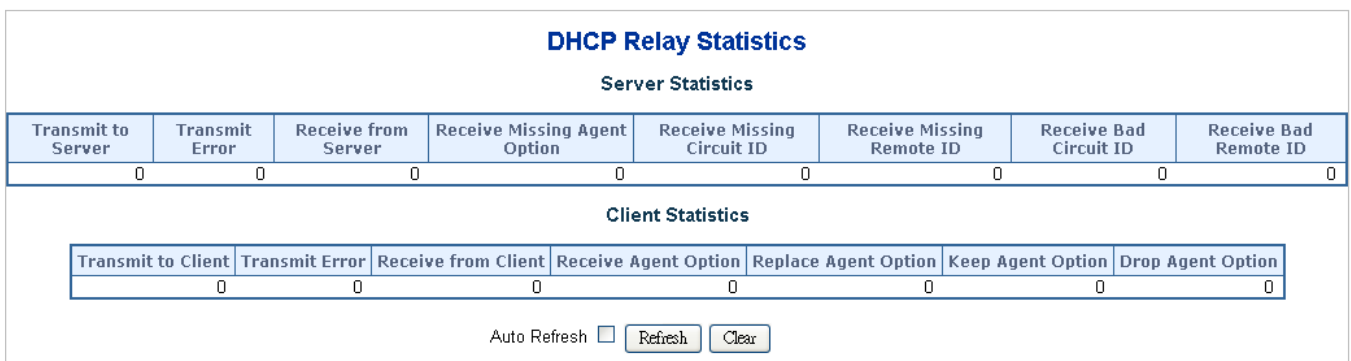 DHCP Relay Statistics
Server Statistics
Transmit to Server Transmit Error Receive from Server Receive Missing Agent Option Receive Missing Circuit ID Receive Missing Remote ID Receive Bad Circuit ID Receive Bad Remote ID
0 0 0 0 0 0 0 0
Client Statistics
Transmit to Client Transmit Error Receive from Client Receive Agent Option Replace Agent Option Keep Agent Option Drop Agent Option
0 0 0 0 0 0 0
Auto Refresh Refresh Clear